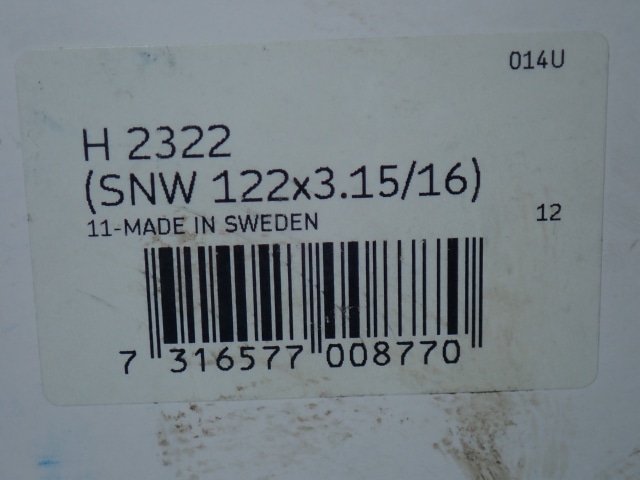 014U
H 2322
(SNW 122x3.15/16)
11-MADE IN SWEDEN
12
7 316577 008770